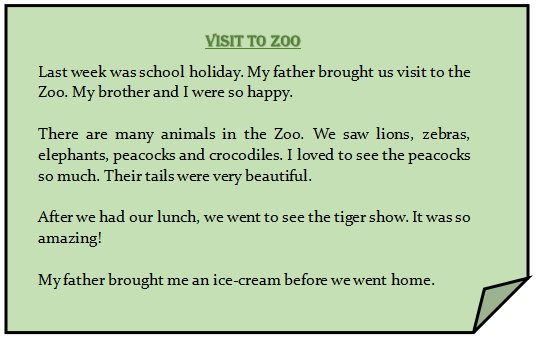 VISIT TO ZOO
Last week was school holiday. My father brought us visit to the
Zoo. My brother and I were so happy.
There are many animals in the Zoo. We saw lions, zebras,
elephants, peacocks and crocodiles. I loved to see the peacocks
so much. Their tails were very beautiful.
After we had our lunch, we went to see the tiger show. It was so
amazing!
My father brought me an ice-cream before we went home.